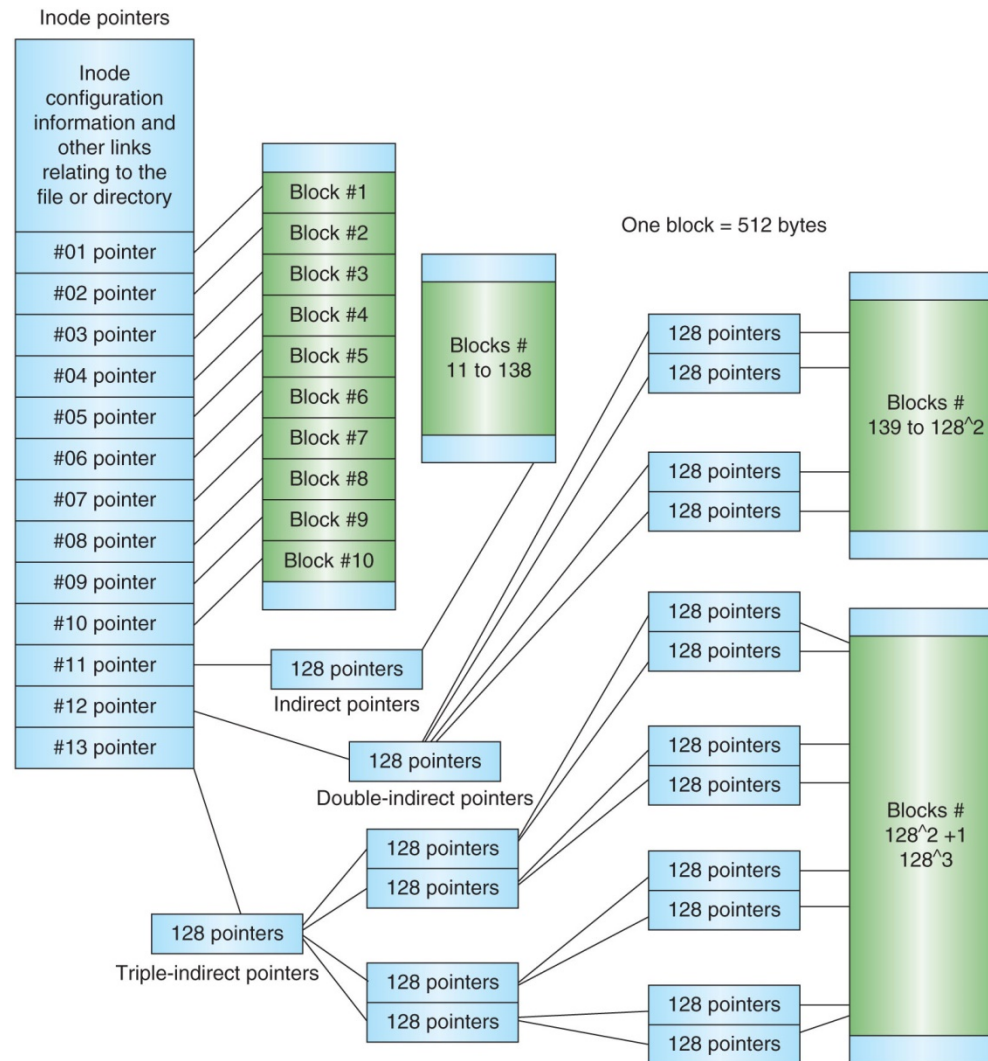 Inode pointers
Inode
configuration
information and
other links
relating to the
file or directory
#01 pointer
#02 pointer
#03 pointer
#04 pointer
#05 pointer
#06 pointer
#07 pointer
#08 pointer
#09 pointer
#10 pointer
#11 pointer
#12 pointer
#13 pointer
Block #1
Block #2
Block #3
Block #4
Block #5
Block #6
Block #7
Block #8
Block #9
Block #10
128 pointers
Indirect pointers
Blocks #
11 to 138
128 pointers
Double-indirect pointers
128 pointers
Triple-indirect pointers
128 pointers
128 pointers
128 pointers
128 pointers
One block = 512 bytes
128 pointers
128 pointers
128 pointers
128 pointers
Blocks #
139 to 128^2
128 pointers
128 pointers
128 pointers
128 pointers
128 pointers
128 pointers
128 pointers
128 pointers
Blocks #
128^2 +1
128^3